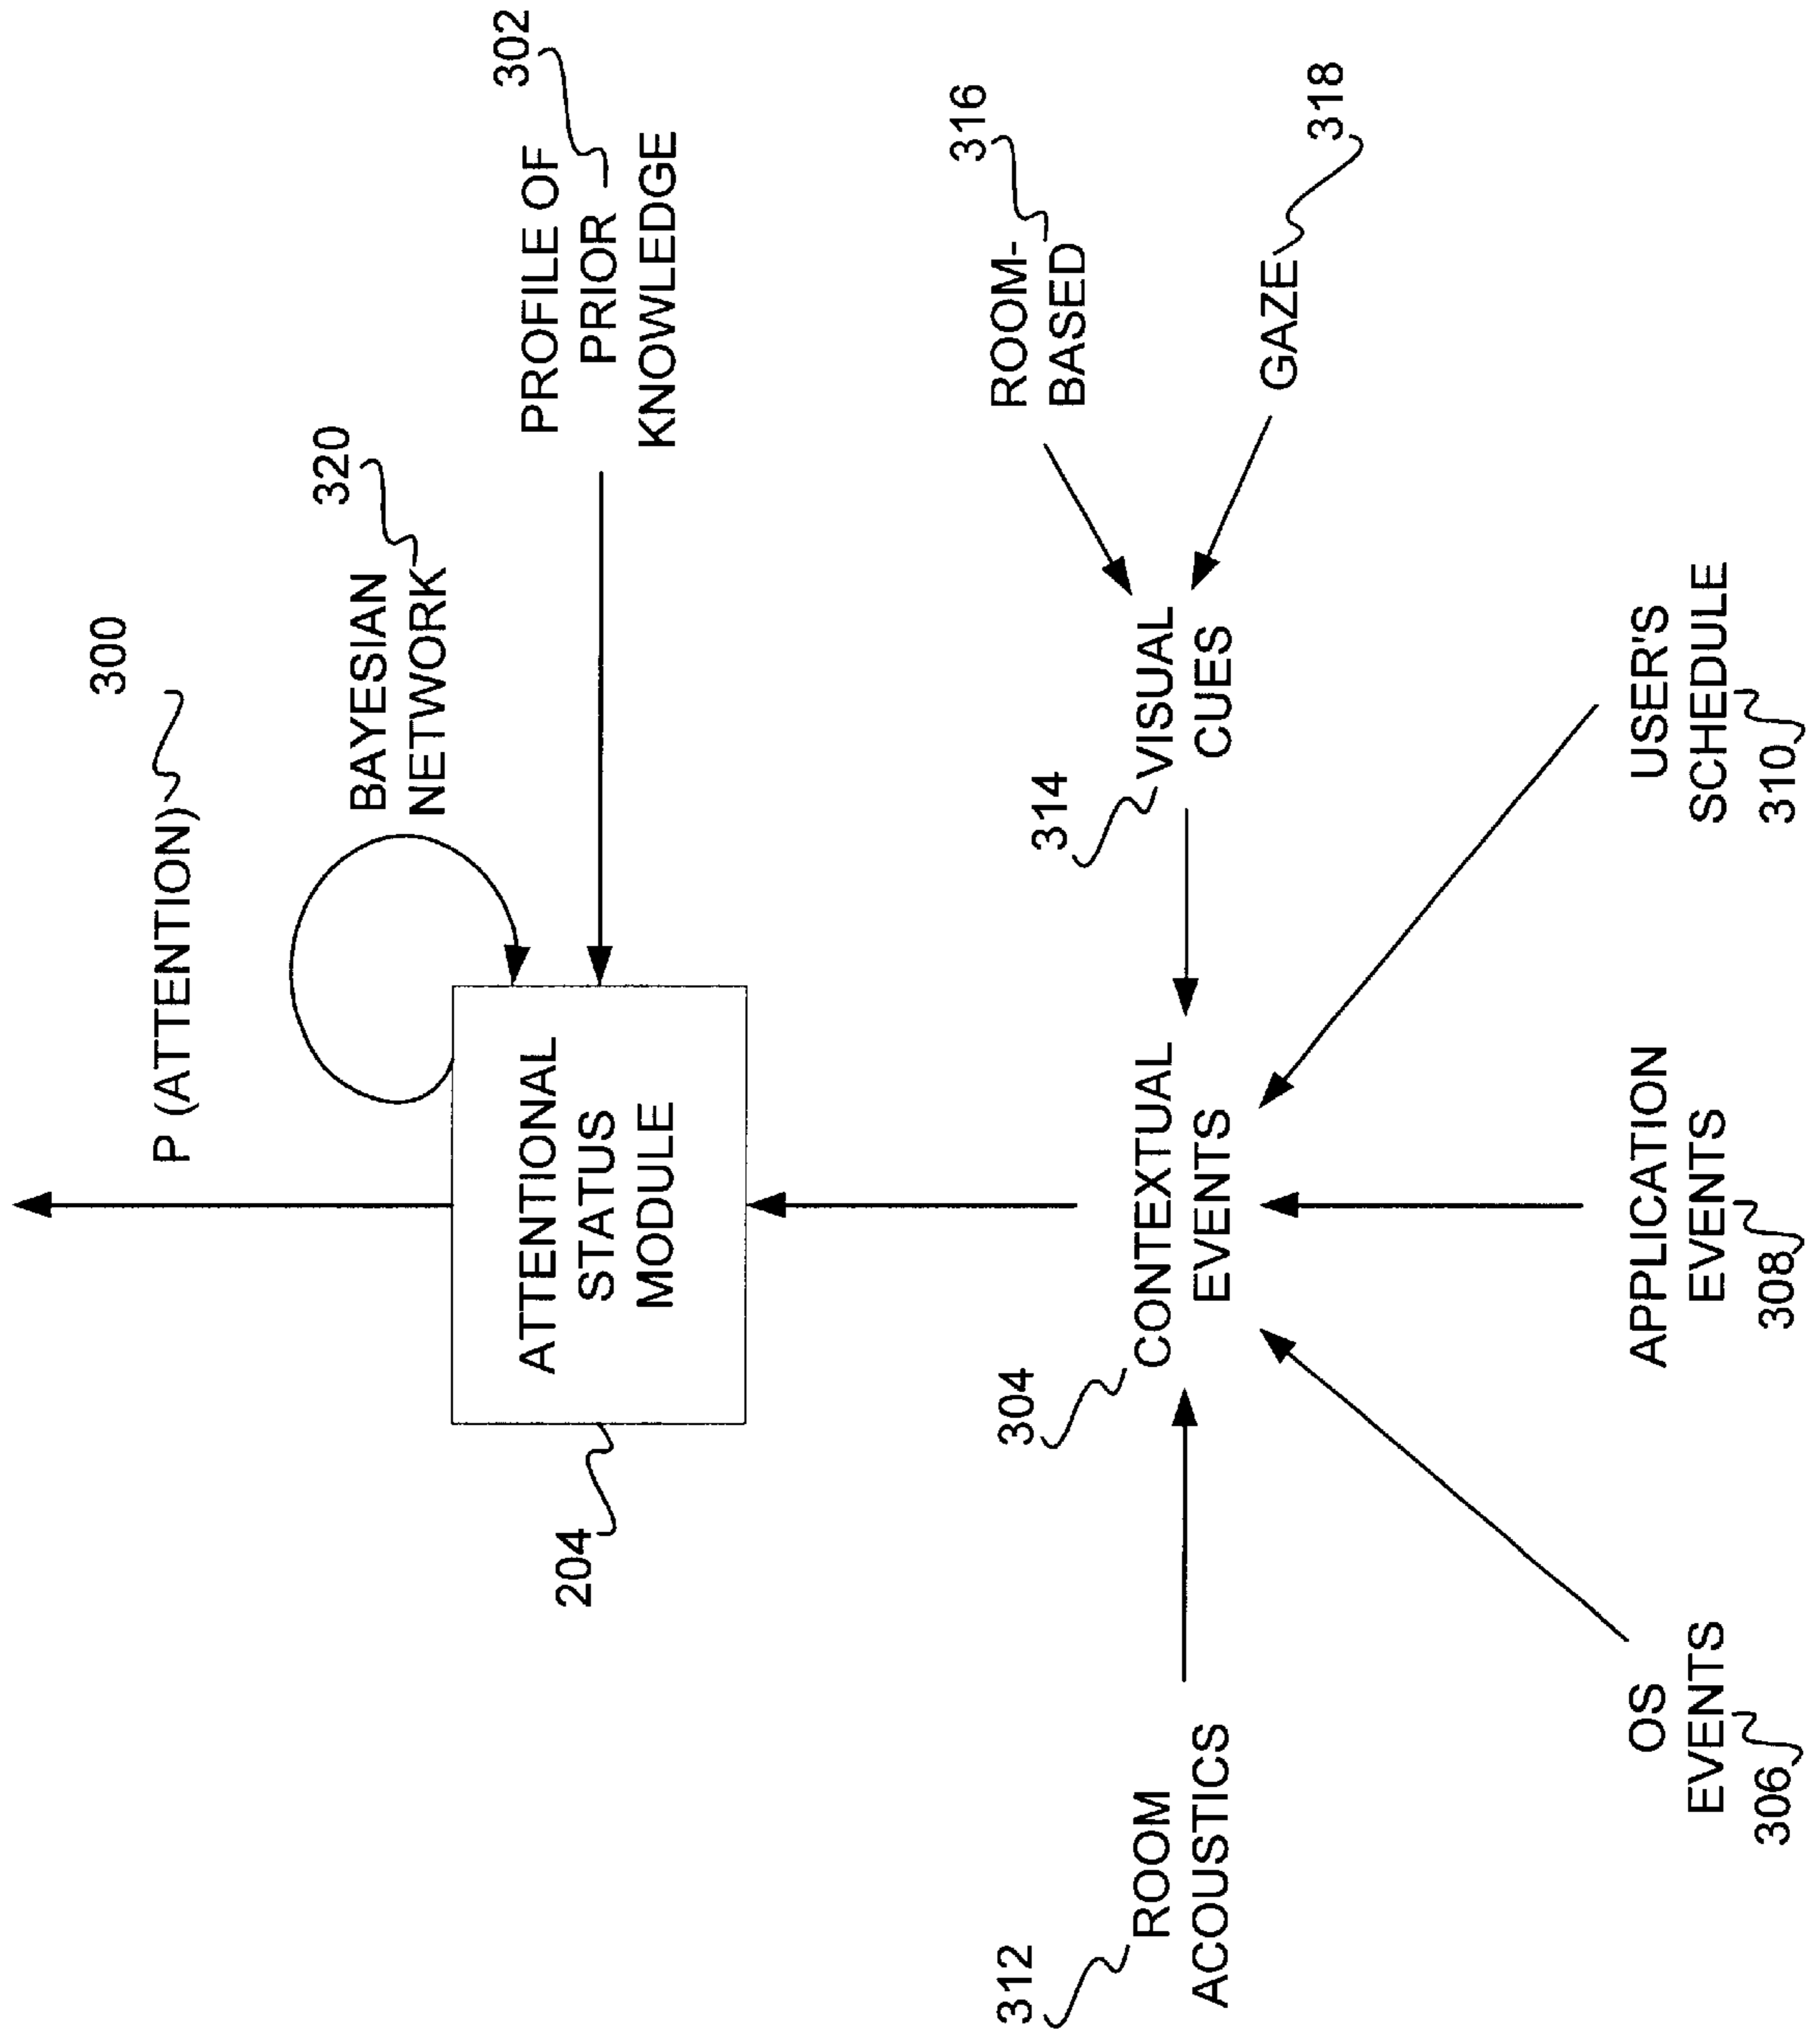 300
P (ATTENTION)
320
BAYESIAN
NETWORK
302
PROFILE OF
PRIOR
KNOWLEDGE
204
ATTENTIONAL
STATUS
MODULE
312
ROOM
ACOUSTICS
304
CONTEXTUAL
EVENTS
314
VISUAL
CUES
316
ROOM-
BASED
GAZE
318
OS
EVENTS
306
APPLICATION
EVENTS
308
USER'S
SCHEDULE
310